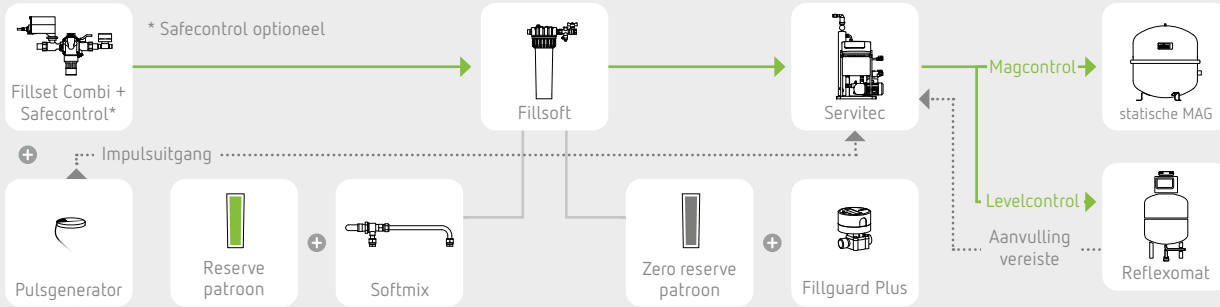 * Safecontrol optioneel
Fillset Combi +
Safecontrol*
Fillsoft
Servitec
Magcontrol
statische MAG
Impulsuitgang
Levelcontrol
Aanvulling
vereiste
Reflexomat
Pulsgenerator
Reserve
patroon
Softmix
Zero reserve
patroon
Fillguard Plus